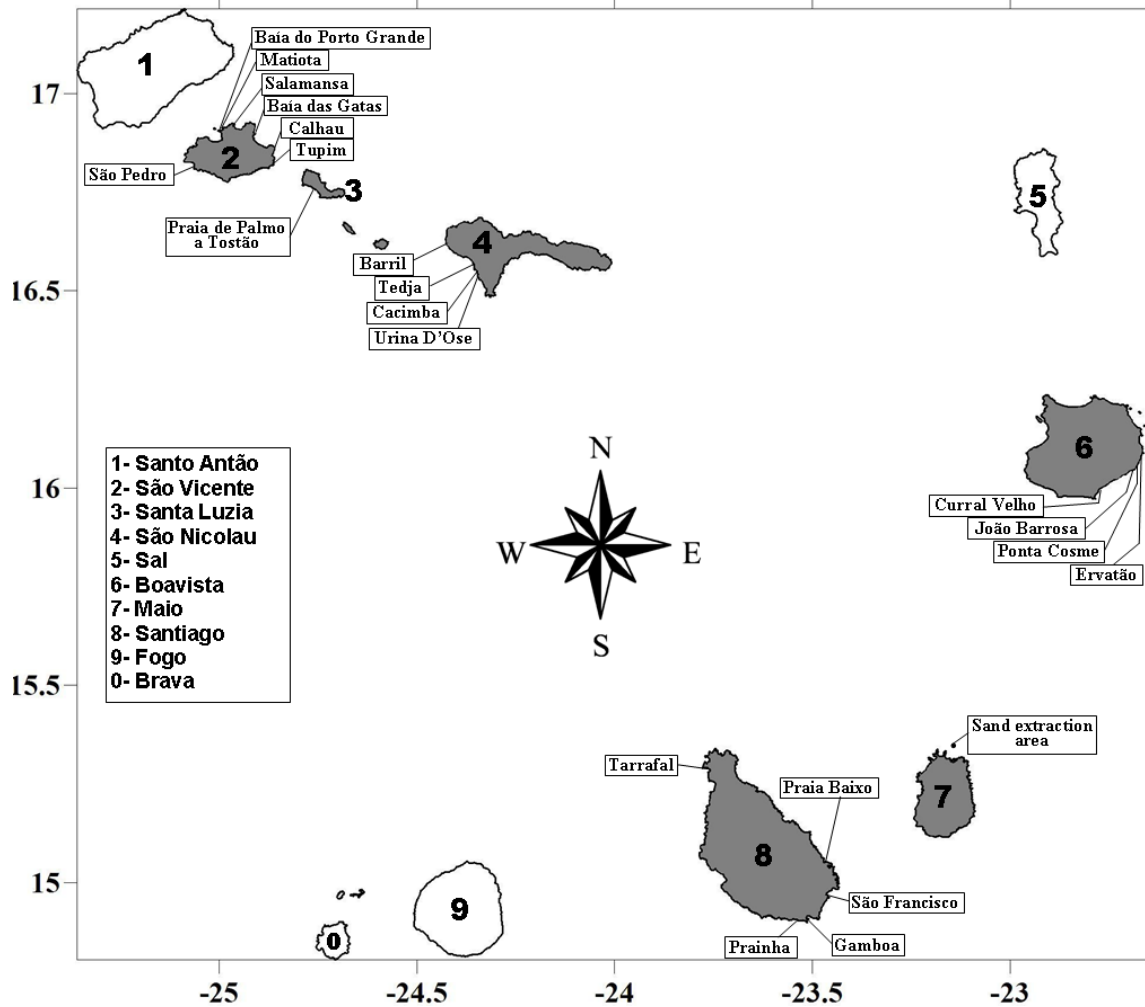 Baía do Porto Grande
1
Matiota
Salamansa
17
Baía das Gatas
Calhau
2
Tupim
São Pedro
3
5
Praia de Palmo
a Tostão
4
Barril
Tedja
16.5
Cacimba
Urina D'Ose
6
N
1- Santo Antão
2- São Vicente
3- Santa Luzia
4- São Nicolau
5- Sal
6- Boavista
7- Maio
8- Santiago
9- Fogo
0- Brava
16
Curral Velho
João Barrosa
W
E
Ponta Cosme
Ervatão
S
15.5
Sand extraction
area
Tarrafal
Praia Baixo
7
8
15
9
São Francisco
0
Prainha
Gamboa
-25
-24.5
-24
-23.5
-23